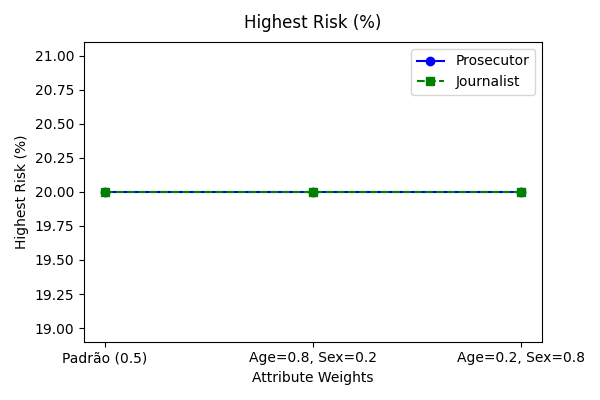 Highest Risk (%)
Prosecutor
Journalist
21.00
20.75
20.50
20.25
20.00
19.75
19.50
19.25
19.00
Highest Risk (%)
Padrão (0.5)
Age=0.8, Sex=0.2
Age=0.2, Sex=0.8
Attribute Weights